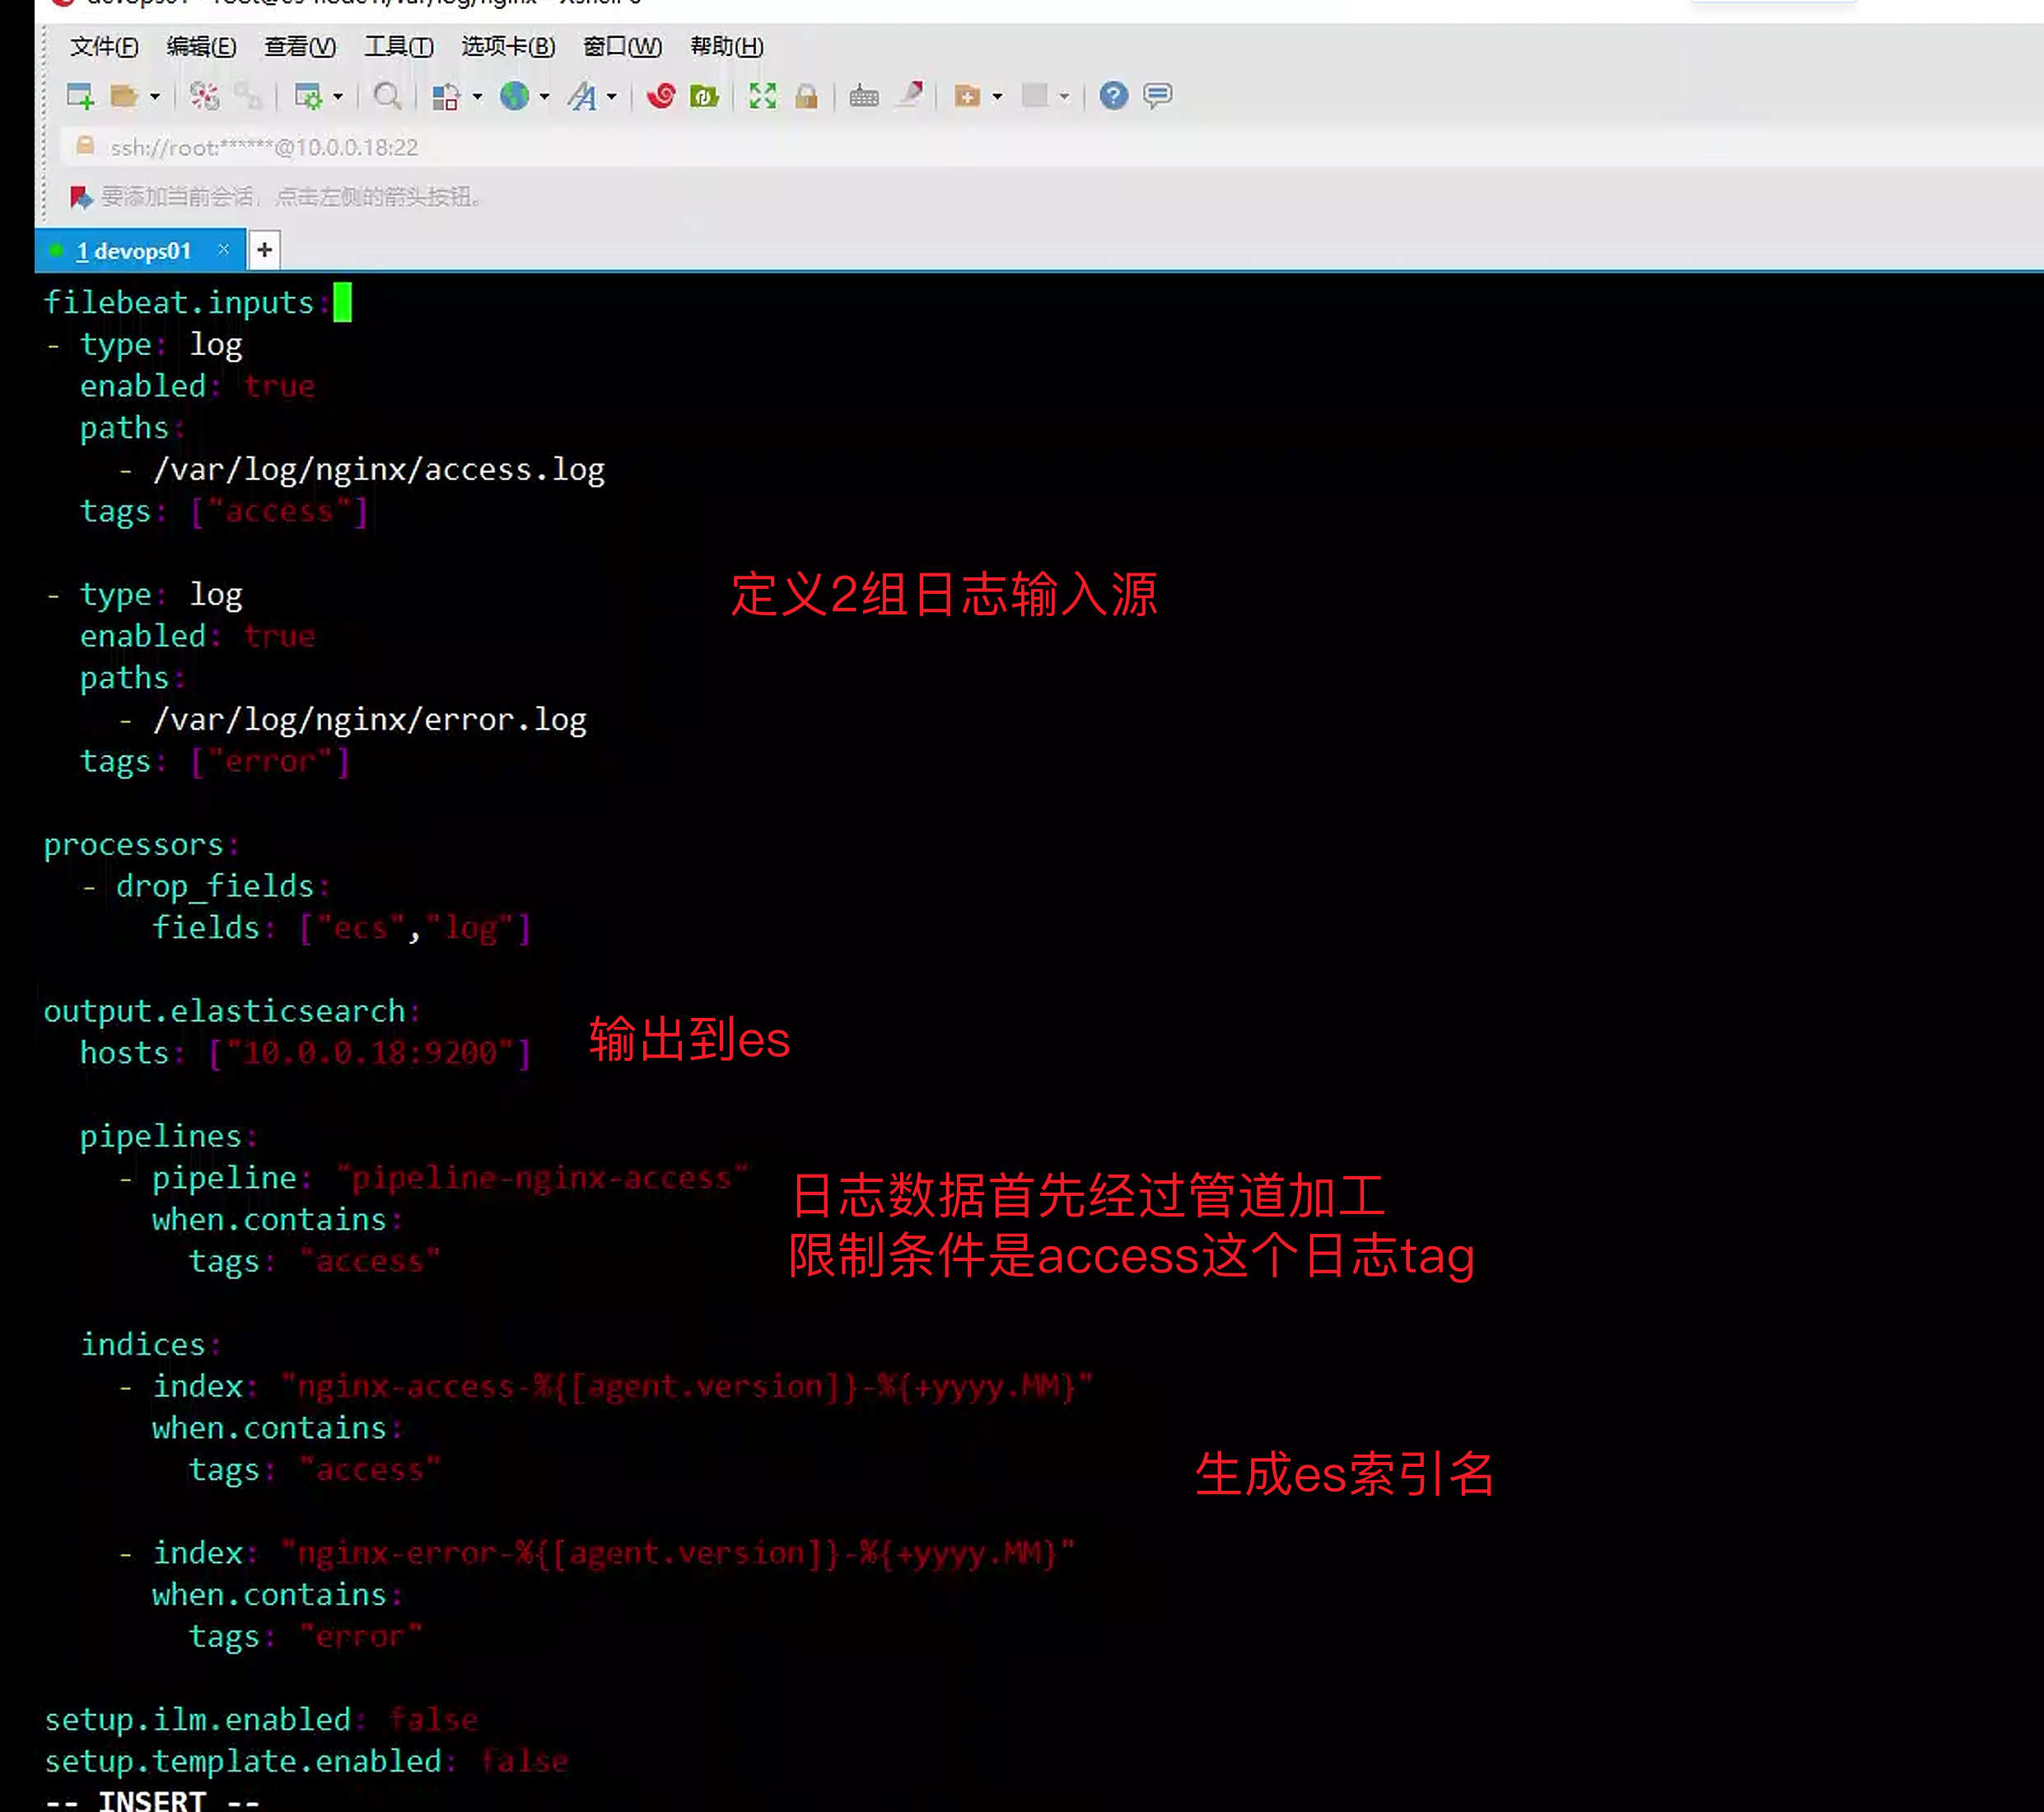 文件(F) 编辑(E) 查看(V) 工具(T) 选项卡(B) 窗口(W) 帮助(H)
ssh://root:******@10.0.0.18:22
要添加当前会话，点击左侧的箭头按钮。
1 devops01 × +
filebeat.inputs:
- type: log
  enabled: true
  paths:
    - /var/log/nginx/access.log
  tags: ["access"]
定义2组日志输入源
- type: log
  enabled: true
  paths:
    - /var/log/nginx/error.log
  tags: ["error"]
processors:
  - drop_fields:
      fields: ["ecs","log"]
output.elasticsearch:
输出到es
  hosts: ["10.0.0.18:9200"]
  pipelines:
    - pipeline: "pipeline-nginx-access"
日志数据首先经过管道加工
      when.contains:
限制条件是access这个日志tag
        tags: "access"
  indices:
    - index: "nginx-access-%{[agent.version]}-%{+yyyy.MM}"
      when.contains:
        tags: "access"
生成es索引名
    - index: "nginx-error-%{[agent.version]}-%{+yyyy.MM}"
      when.contains:
        tags: "error"
setup.ilm.enabled: false
setup.template.enabled: false
-- INSERT --